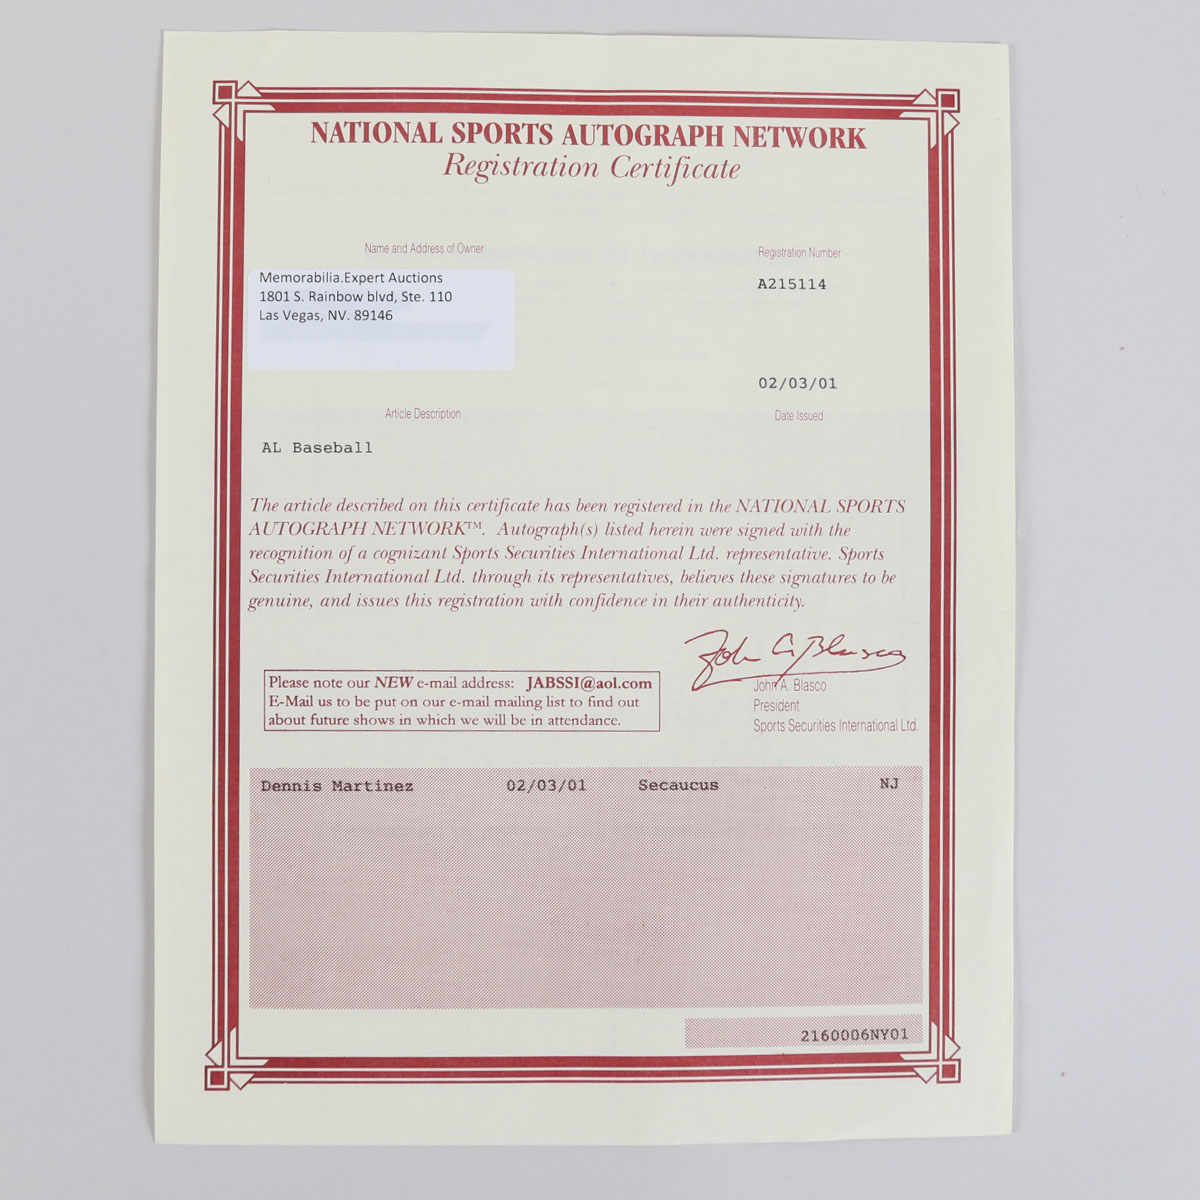 NATIONAL SPORTS AUTOGRAPH NETWORK
Registration Certificate
Name and Address of Owner
Registration Number
Memorabilia.Expert Auctions
1801 S. Rainbow blvd, Ste. 110
Las Vegas, NV. 89146
A215114
02/03/01
Article Description
Date Issued
AL Baseball
The article described on this certificate has been registered in the NATIONAL SPORTS
AUTOGRAPH NETWORK™. Autograph(s) listed herein were signed with the
recognition of a cognizant Sports Securities International Ltd. representative. Sports
Securities International Ltd. through its representatives, believes these signatures to be
genuine, and issues this registration with confidence in their authenticity.
John A. Blasco
Please note our NEW e-mail address: JABSSI@aol.com
E-Mail us to be put on our e-mail mailing list to find out
about future shows in which we will be in attendance.
John A. Blasco
President
Sports Securities International Ltd.
Dennis Martinez 02/03/01 Secaucus NJ
2160006NY01